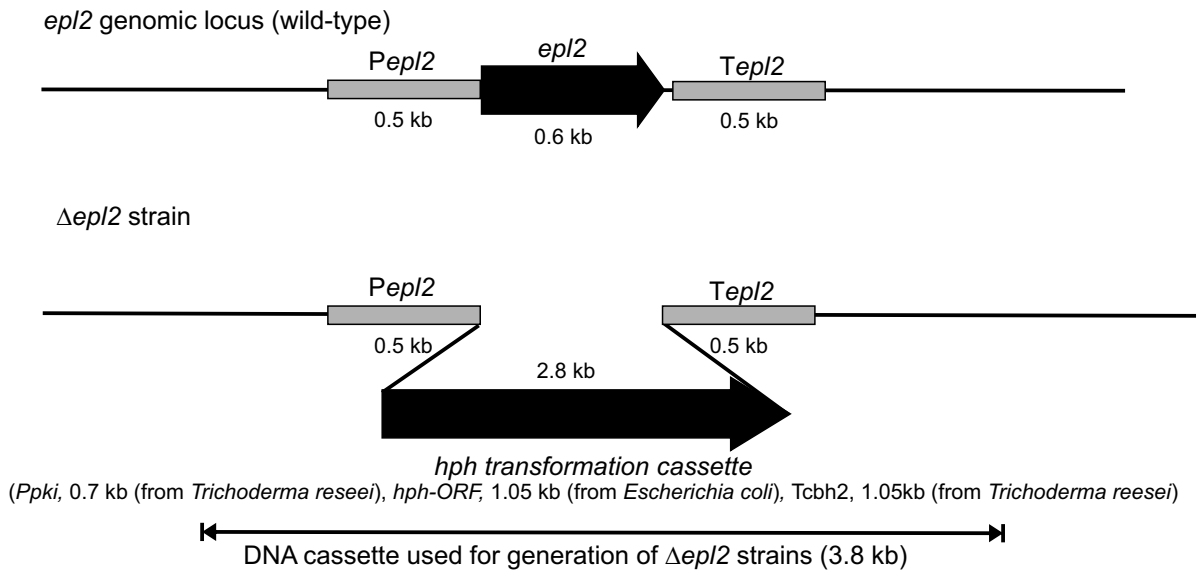 epl2 genomic locus (wild-type)
Pepl2
epl2
Tepl2
0.5 kb
0.6 kb
0.5 kb
Δepl2 strain
Pepl2
Tepl2
0.5 kb
0.5 kb
2.8 kb
hph transformation cassette
(Ppki, 0.7 kb (from Trichoderma reseei), hph-ORF, 1.05 kb (from Escherichia coli), Tcbh2, 1.05kb (from Trichoderma reesei)
DNA cassette used for generation of Δepl2 strains (3.8 kb)